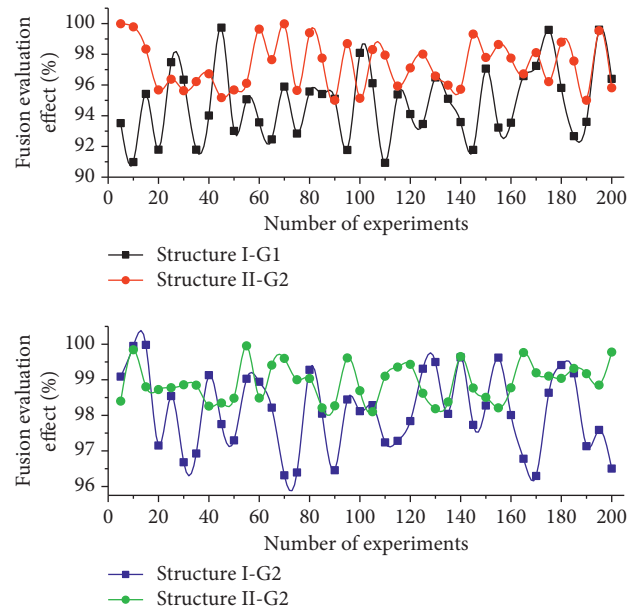 Fusion evaluation
effect (%)
100
98
96
94
92
90
0 20 40 60 80 100 120 140 160 180 200
Number of experiments
Structure I-G1
Structure II-G2
Fusion evaluation
effect (%)
100
99
98
97
96
0 20 40 60 80 100 120 140 160 180 200
Number of experiments
Structure I-G2
Structure II-G2